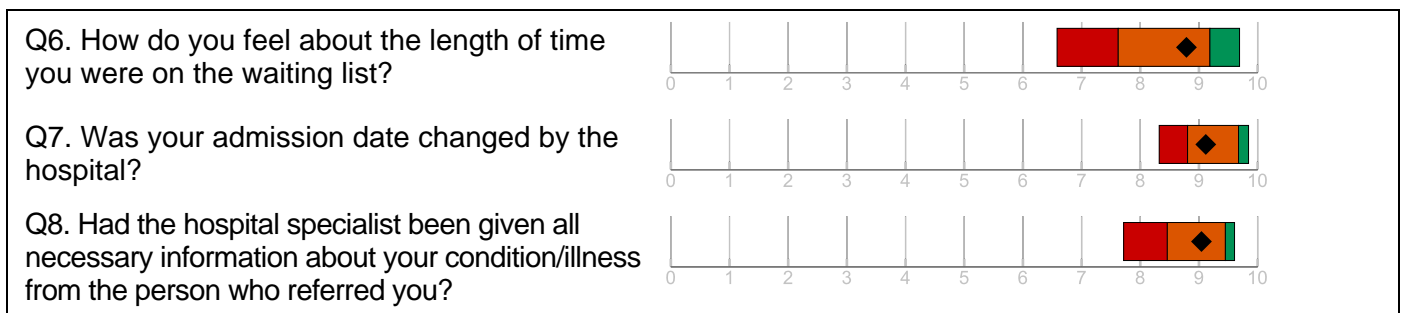 Q6. How do you feel about the length of time
you were on the waiting list?
0 1 2 3 4 5 6 7 8 9 10
Q7. Was your admission date changed by the
hospital?
0 1 2 3 4 5 6 7 8 9 10
Q8. Had the hospital specialist been given all
necessary information about your condition/illness
from the person who referred you?
0 1 2 3 4 5 6 7 8 9 10